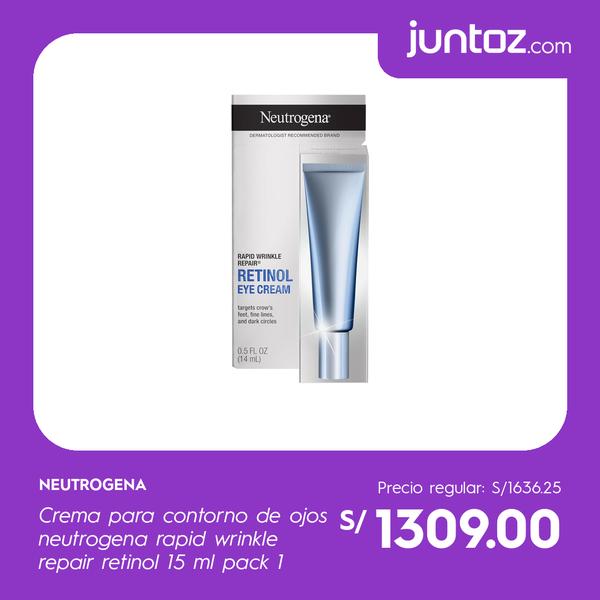 juntoz.com
Neutrogena®
DERMATOLOGIST RECOMMENDED BRAND
RAPID WRINKLE
REPAIR®
RETINOL
EYE CREAM
targets crow's
feet, fine lines,
and dark circles
0.5 FL OZ
(14 mL)
NEUTROGENA
Precio regular: S/1636.25
Crema para contorno de ojos
neutrogena rapid wrinkle
repair retinol 15 ml pack 1
S/ 1309.00